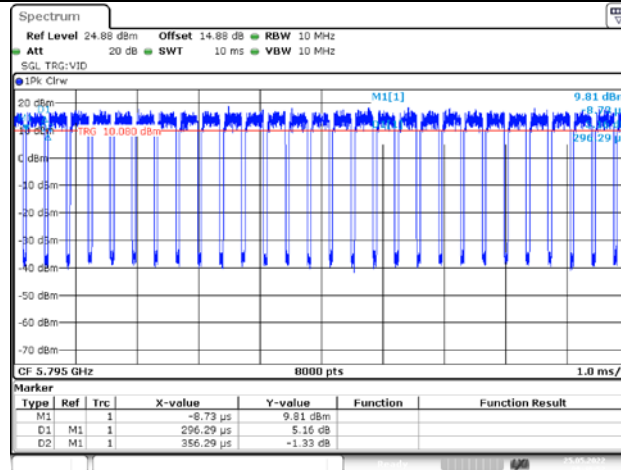 Spectrum
Ref Level 24.88 dBm Offset 14.88 dB RBW 10 MHz
Att 20 dB SWT 10 ms VBW 10 MHz
SGL TRG:VID
1Pk Clrw
M1[1] 9.81 dBm
20 dBm
10 dBm
TRG 10.080 dBm
296.29 µs
0 dBm
-10 dBm
-20 dBm
-30 dBm
-40 dBm
-50 dBm
-60 dBm
-70 dBm
CF 5.795 GHz 8000 pts 1.0 ms/
Marker
Type Ref Trc X-value Y-value Function Function Result
M1 1 -8.73 µs 9.81 dBm
D1 M1 1 296.29 µs 5.16 dB
D2 M1 1 356.29 µs -1.33 dB